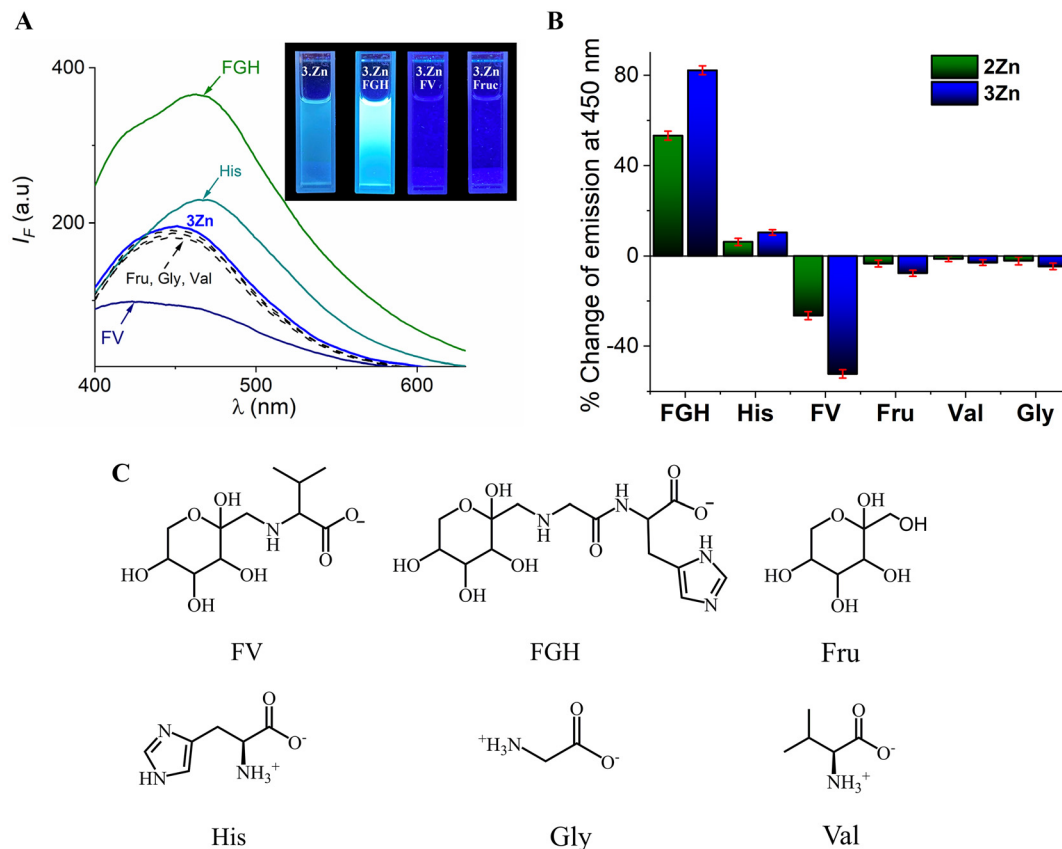 A
400
200
I_F (a.u)
FGH
His
3Zn
Fru, Gly, Val
FV
3.Zn
3.Zn
FGH
3.Zn
FV
3.Zn
Fruc
400
500
600
λ (nm)
B
% Change of emission at 450 nm
80
40
0
-40
2Zn
3Zn
FGH
His
FV
Fru
Val
Gly
C
O
OH
N
H
O
O−
HO
OH
OH
FV
O
OH
N
H
O
H
N
O
O−
H
N
N
HO
OH
OH
FGH
O
OH
OH
HO
OH
OH
Fru
N
HN
O
O-
NH3+
His
+H3N
O
O-
Gly
O
O-
NH3+
Val